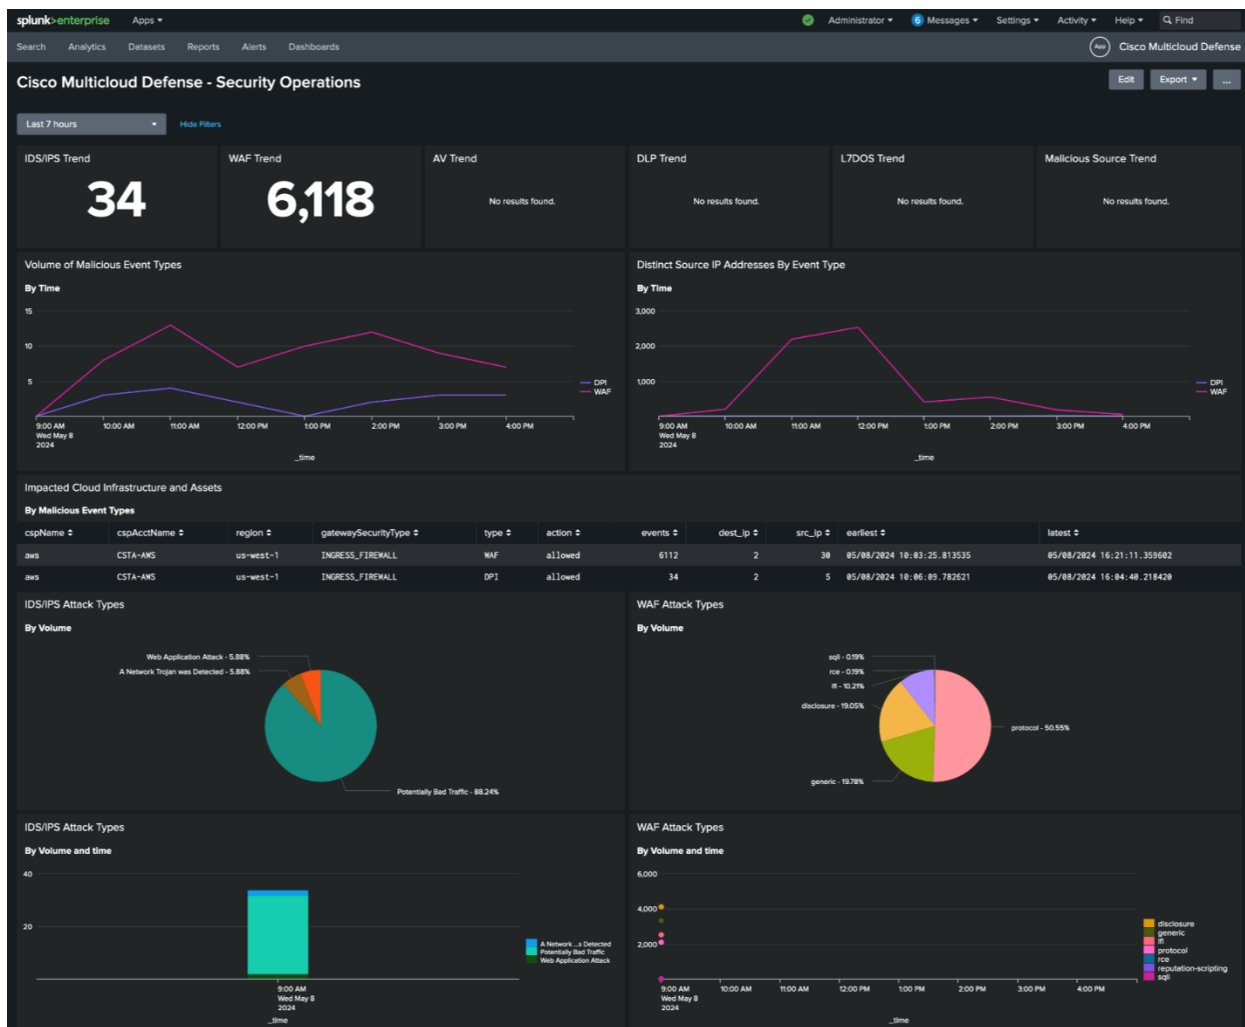 splunk>enterprise Apps Administrator 6 Messages Settings Activity Help Find
Search Analytics Datasets Reports Alerts Dashboards App Cisco Multicloud Defense
Cisco Multicloud Defense - Security Operations Edit Export ...
Last 7 hours Hide Filters
IDS/IPS Trend WAF Trend AV Trend DLP Trend L7DOS Trend Malicious Source Trend
34 6,118 No results found. No results found. No results found. No results found.
Volume of Malicious Event Types
By Time
15
10
5
DPI
WAF
9:00 AM 10:00 AM 11:00 AM 12:00 PM 1:00 PM 2:00 PM 3:00 PM 4:00 PM
Wed May 8
2024
_time
Distinct Source IP Addresses By Event Type
By Time
3,000
2,000
1,000
DPI
WAF
9:00 AM 10:00 AM 11:00 AM 12:00 PM 1:00 PM 2:00 PM 3:00 PM 4:00 PM
Wed May 8
2024
_time
Impacted Cloud Infrastructure and Assets
By Malicious Event Types
cspName cspAcctName region gatewaySecurityType type action events dest_ip src_ip earliest latest
aws CSTA-AWS us-west-1 INGRESS_FIREWALL WAF allowed 6112 2 30 05/08/2024 10:03:25.813535 05/08/2024 16:21:11.359602
aws CSTA-AWS us-west-1 INGRESS_FIREWALL DPI allowed 34 2 5 05/08/2024 10:06:09.782621 05/08/2024 16:04:40.218420
IDS/IPS Attack Types
By Volume
Web Application Attack - 5.88%
A Network Trojan was Detected - 5.88%
Potentially Bad Traffic - 88.24%
WAF Attack Types
By Volume
sqli - 0.19%
rce - 0.19%
lfi - 10.21%
disclosure - 19.05%
protocol - 50.55%
generic - 19.78%
IDS/IPS Attack Types
By Volume and time
40
20
A Network ...s Detected
Potentially Bad Traffic
Web Application Attack
9:00 AM
Wed May 8
2024
_time
WAF Attack Types
By Volume and time
6,000
4,000
2,000
disclosure
generic
lfi
protocol
rce
reputation-scripting
sqli
9:00 AM 10:00 AM 11:00 AM 12:00 PM 1:00 PM 2:00 PM 3:00 PM 4:00 PM
Wed May 8
2024
_time